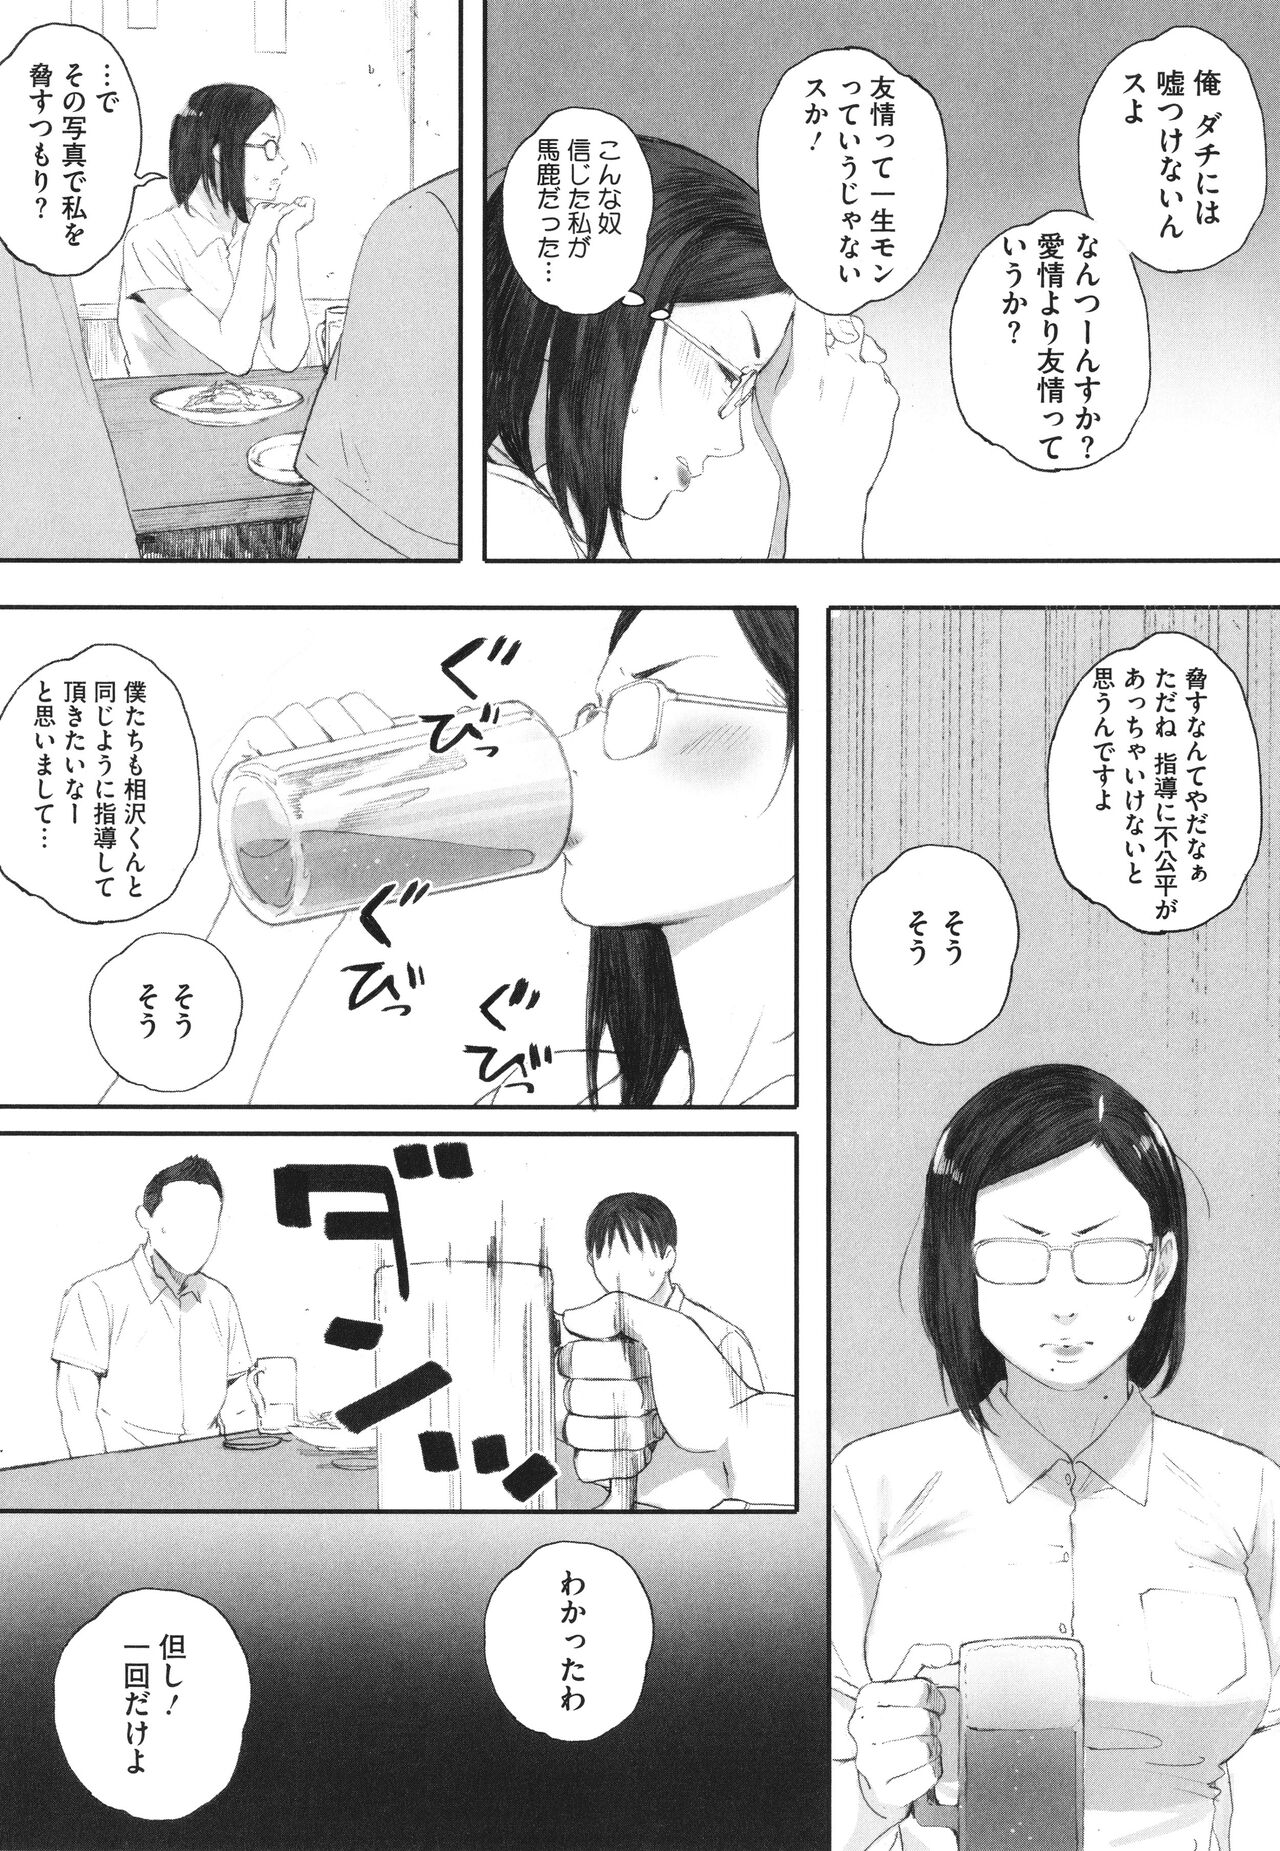 俺 ダチには
嘘つけないん
スよ
なんつーんすか?
愛情より友情って
いうか?
友情って一生モン
っていうじゃない
スか!
こんな奴
信じた私が
馬鹿だった…
…で
その写真で私を
脅すつもり?
脅すなんてやだなぁ
ただね 指導に不公平が
あっちゃいけないと
思うんですよ
そう
そう
ぐびっ
ぐびっ
ぐびっ
僕たちも相沢くんと
同じように指導して
頂きたいなー
と思いまして…
そう
そう
ダンッ
わかったわ
但し!
一回だけよ